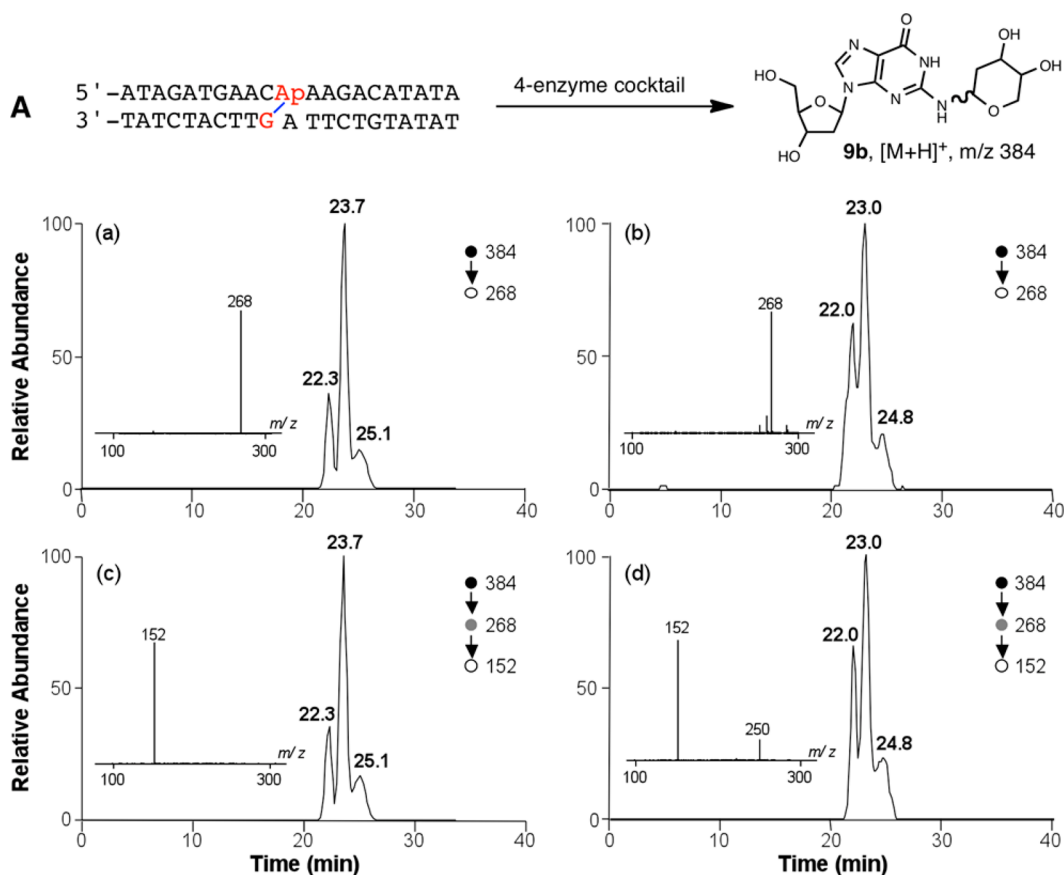 A
5'-ATAGATGAACApAAGACATATA
3'-TATCTACTTGA TTCTGTATAT
4-enzyme cocktail
HO
HO
O
N
N
O
NH
N
N
N
H
O
OH
OH
9b, [M+H]+, m/z 384
Relative Abundance
100
50
0
(a)
268
100
300
m/z
22.3
23.7
25.1
384
268
0
10
20
30
40
100
50
0
(b)
268
100
300
m/z
22.0
23.0
24.8
384
268
0
10
20
30
40
Relative Abundance
100
50
0
(c)
152
100
300
m/z
22.3
23.7
25.1
384
268
152
0
10
20
30
40
Time (min)
100
50
0
(d)
152
250
100
300
m/z
22.0
23.0
24.8
384
268
152
0
10
20
30
40
Time (min)